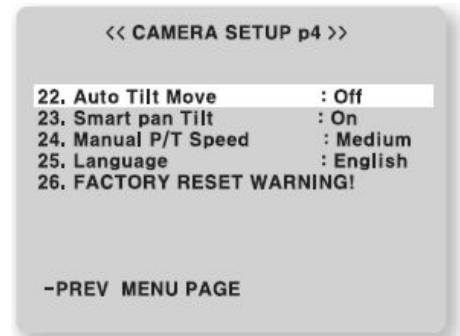 << CAMERA SETUP p4 >>
22. Auto Tilt Move : Off
23. Smart pan Tilt : On
24. Manual P/T Speed : Medium
25. Language : English
26. FACTORY RESET WARNING!
-PREV MENU PAGE